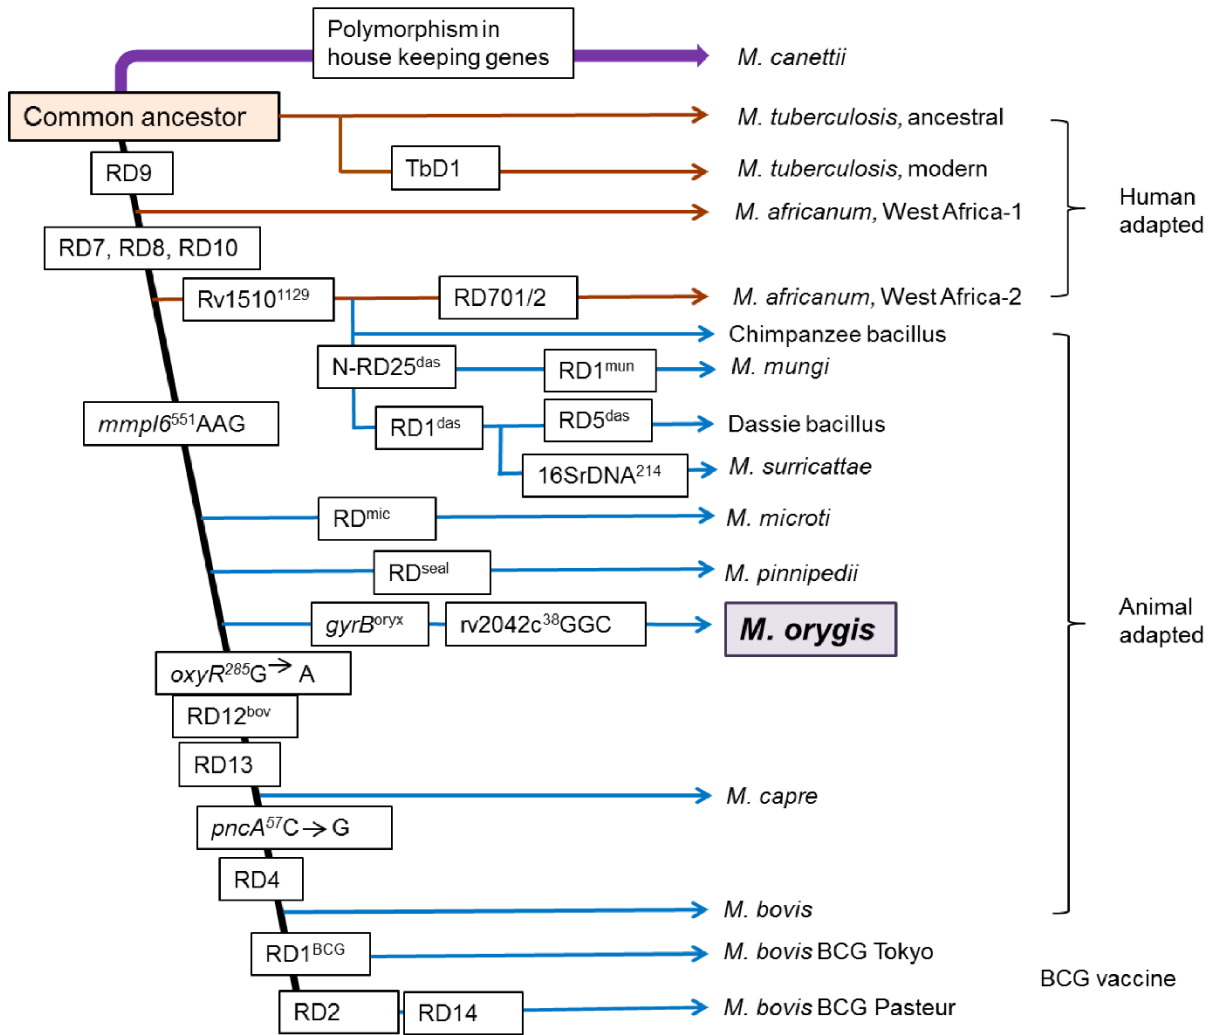 Polymorphism in
house keeping genes
M. canettii
Common ancestor
M. tuberculosis, ancestral
TbD1
M. tuberculosis, modern
RD9
Human
adapted
M. africanum, West Africa-1
RD7, RD8, RD10
Rv1510¹¹²⁹
RD701/2
M. africanum, West Africa-2
Chimpanzee bacillus
N-RD25ᵈᵃˢ
RD1ᵐᵘⁿ
M. mungi
mmpl6⁵⁵¹AAG
RD1ᵈᵃˢ
RD5ᵈᵃˢ
Dassie bacillus
16SrDNA²¹⁴
M. surricattae
RDᵐⁱᶜ
M. microti
RDˢᵉᵃˡ
M. pinnipedii
Animal
adapted
gyrBᵒʳʸˣ
rv2042c³⁸GGC
M. orygis
oxyR²⁸⁵G → A
RD12ᵇᵒᵛ
RD13
M. capre
pncA⁵⁷C → G
RD4
M. bovis
RD1ᴮᶜᴳ
M. bovis BCG Tokyo
BCG vaccine
RD2
RD14
M. bovis BCG Pasteur